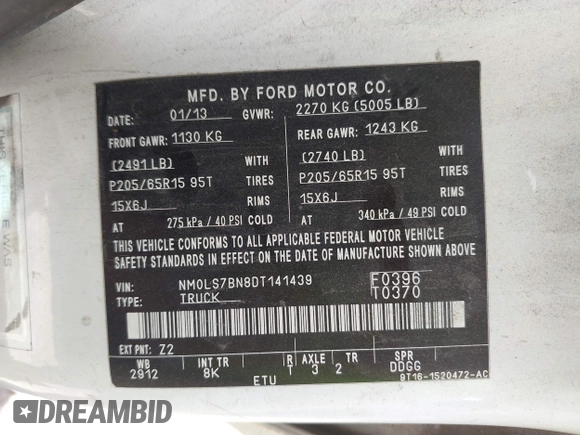 MFD. BY FORD MOTOR CO.
DATE: 01/13 GVWR: 2270 KG (5005 LB)
FRONT GAWR: 1130 KG REAR GAWR: 1243 KG
(2491 LB) WITH (2740 LB) WITH
P205/65R15 95T TIRES P205/65R15 95T TIRES
15X6J RIMS 15X6J RIMS
AT 275 kPa / 40 PSI COLD AT 340 kPa / 49 PSI COLD
THIS VEHICLE CONFORMS TO ALL APPLICABLE FEDERAL MOTOR VEHICLE
SAFETY STANDARDS IN EFFECT ON THE DATE OF MANUFACTURE SHOWN ABOVE.
VIN: NM0LS7BN8DT141439 F0396
TYPE: TRUCK T0370
EXT PNT: Z2
WB INT TR R AXLE TR SPR
2912 8K T 3 2 DDGG
ETU 9T16-1520472-AC
DREAMBID
DREAMBID